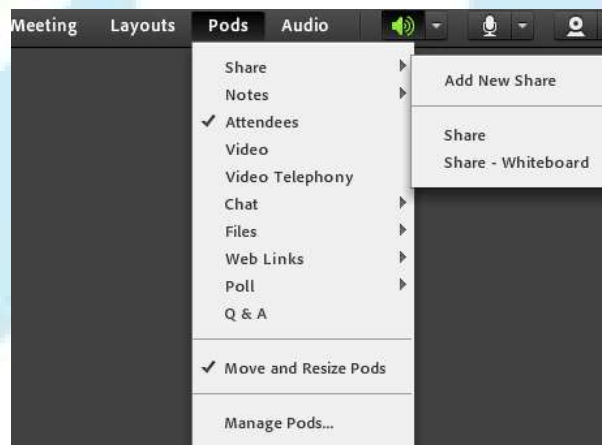 Meeting Layouts Pods Audio
Share
Notes
Attendees
Video
Video Telephony
Chat
Files
Web Links
Poll
Q & A
Move and Resize Pods
Manage Pods...
Add New Share
Share
Share - Whiteboard